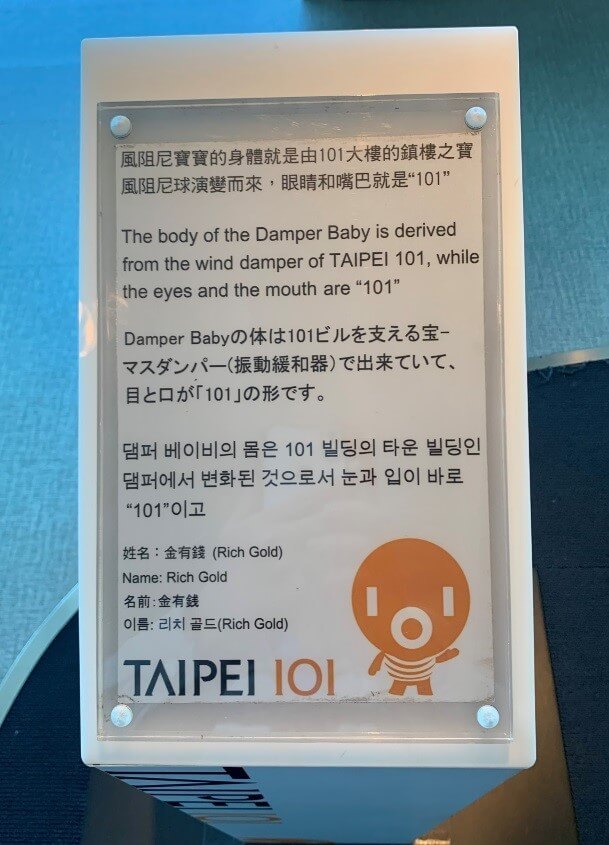 風阻尼寶寶的身體就是由101大樓的鎮樓之寶
風阻尼球演變而來，眼睛和嘴巴就是“101”
The body of the Damper Baby is derived
from the wind damper of TAIPEI 101, while
the eyes and the mouth are “101”
Damper Babyの体は101ビルを支える宝-
マスダンパー(振動緩和器)で出来ていて、
目と口が｢101｣の形です。
댐퍼 베이비의 몸은 101 빌딩의 타운 빌딩인
댐퍼에서 변화된 것으로서 눈과 입이 바로
“101”이고
姓名：金有錢 (Rich Gold)
Name: Rich Gold
名前:金有銭
이름: 리치 골드(Rich Gold)
TAIPEI 101